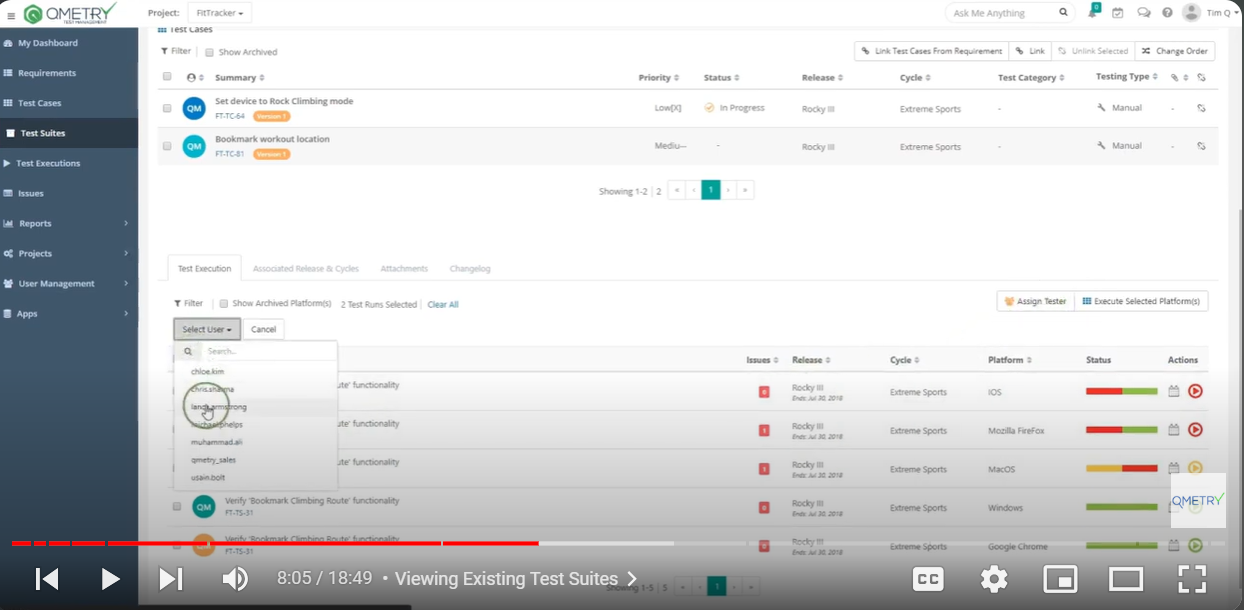 QMETRY
TEST MANAGEMENT
Project: FitTracker
Ask Me Anything
0
Tim Q
My Dashboard
Requirements
Test Cases
Test Suites
Test Executions
Issues
Reports
Projects
User Management
Apps
Test Cases
Filter Show Archived
Link Test Cases From Requirement Link Unlink Selected Change Order
Summary Priority Status Release Cycle Test Category Testing Type
QM Set device to Rock Climbing mode Low[X] In Progress Rocky III Extreme Sports - Manual -
FT-TC-64 Version 1
QM Bookmark workout location Mediu— - Rocky III Extreme Sports - Manual -
FT-TC-81 Version 1
Showing 1-2 | 2 « ‹ 1 › »
Test Execution Associated Release & Cycles Attachments Changelog
Filter Show Archived Platform(s) 2 Test Runs Selected Clear All
Assign Tester Execute Selected Platform(s)
Select User Cancel
Search...
chloe.kim
chris.sharma
lance.armstrong
michael.phelps
muhammad.ali
qmetry_sales
usain.bolt
Issues Release Cycle Platform Status Actions
ute' functionality Rocky III Extreme Sports IOS
Ends: Jul 30, 2018
ute' functionality 1 Rocky III Extreme Sports Mozilla FireFox
Ends: Jul 30, 2018
ute' functionality 1 Rocky III Extreme Sports MacOS
Ends: Jul 30, 2018
QM Verify 'Bookmark Climbing Route' functionality Rocky III Extreme Sports Windows
FT-TS-31 Ends: Jul 30, 2018
QM Verify 'Bookmark Climbing Route' functionality Rocky III Extreme Sports Google Chrome
FT-TS-31 Ends: Jul 30, 2018
QMETRY
Showing 1-5 | 5 1
8:05 / 18:49 • Viewing Existing Test Suites
CC